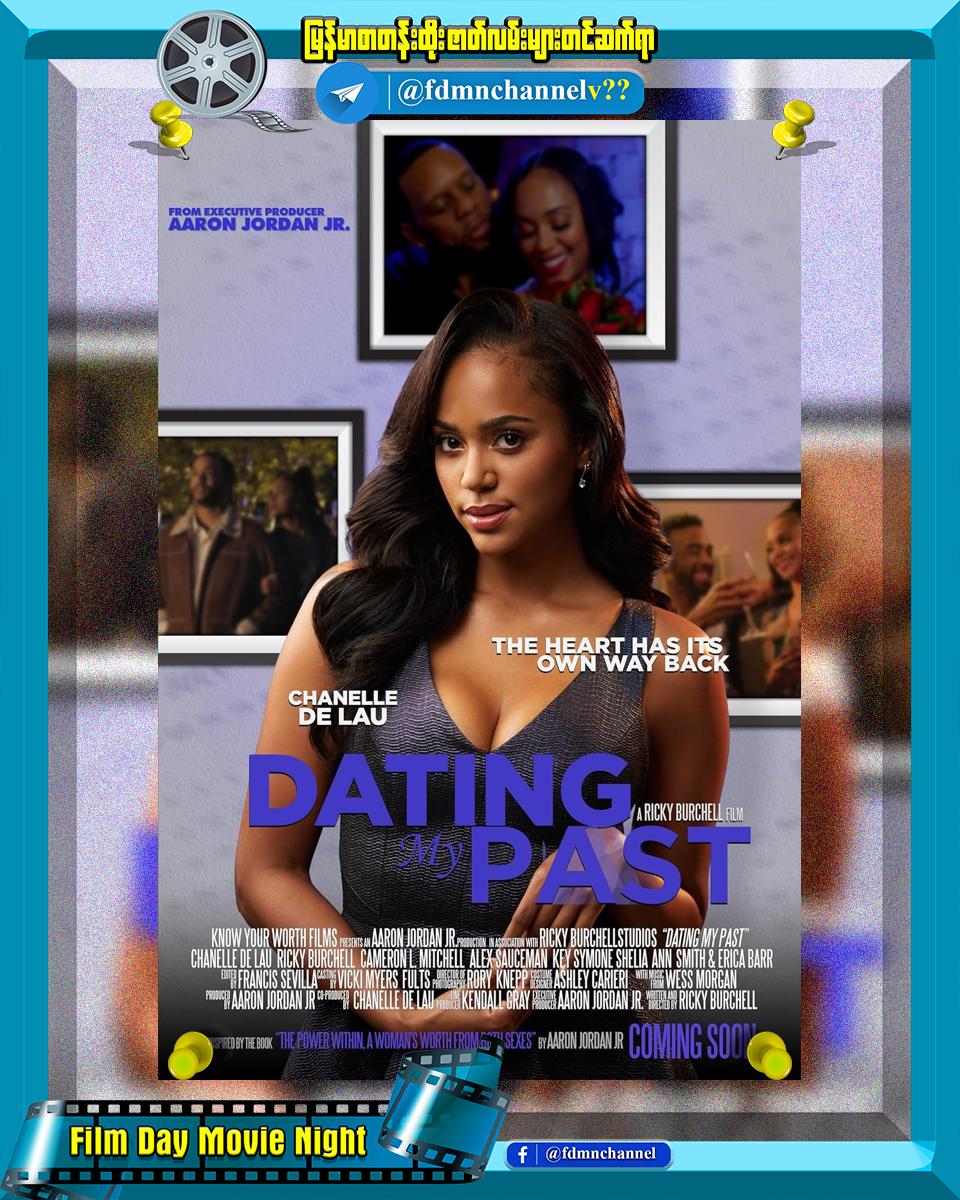 မြန်မာစာတန်းထိုးဇာတ်လမ်းများတင်ဆက်ရာ
@fdmnchannelv??
FROM EXECUTIVE PRODUCER
AARON JORDAN JR.
THE HEART HAS ITS
OWN WAY BACK
CHANELLE
DE LAU
DATING
A RICKY BURCHELL FILM
My PAST
KNOW YOUR WORTH FILMS PRESENTS AN AARON JORDAN JR. PRODUCTION IN ASSOCIATION WITH RICKY BURCHELLSTUDIOS "DATING MY PAST"
CHANELLE DE LAU RICKY BURCHELL CAMERON L. MITCHELL ALEX SAUCEMAN KEY SYMONE SHELIA ANN SMITH & ERICA BARR
EDITED BY FRANCIS SEVILLA CASTING BY VICKI MYERS FULTS DIRECTOR OF PHOTOGRAPHY RORY KNEPP COSTUME DESIGNER ASHLEY CARIERI WITH MUSIC FROM WESS MORGAN
PRODUCED BY AARON JORDAN JR CO-PRODUCED BY CHANELLE DE LAU LINE PRODUCER KENDALL GRAY EXECUTIVE PRODUCER AARON JORDAN JR. WRITTEN AND DIRECTED BY RICKY BURCHELL
BY THE BOOK "THE POWER WITHIN, A WOMAN'S WORTH FROM BOTH SEXES" BY AARON JORDAN JR COMING SOON
Film Day Movie Night
@fdmnchannel